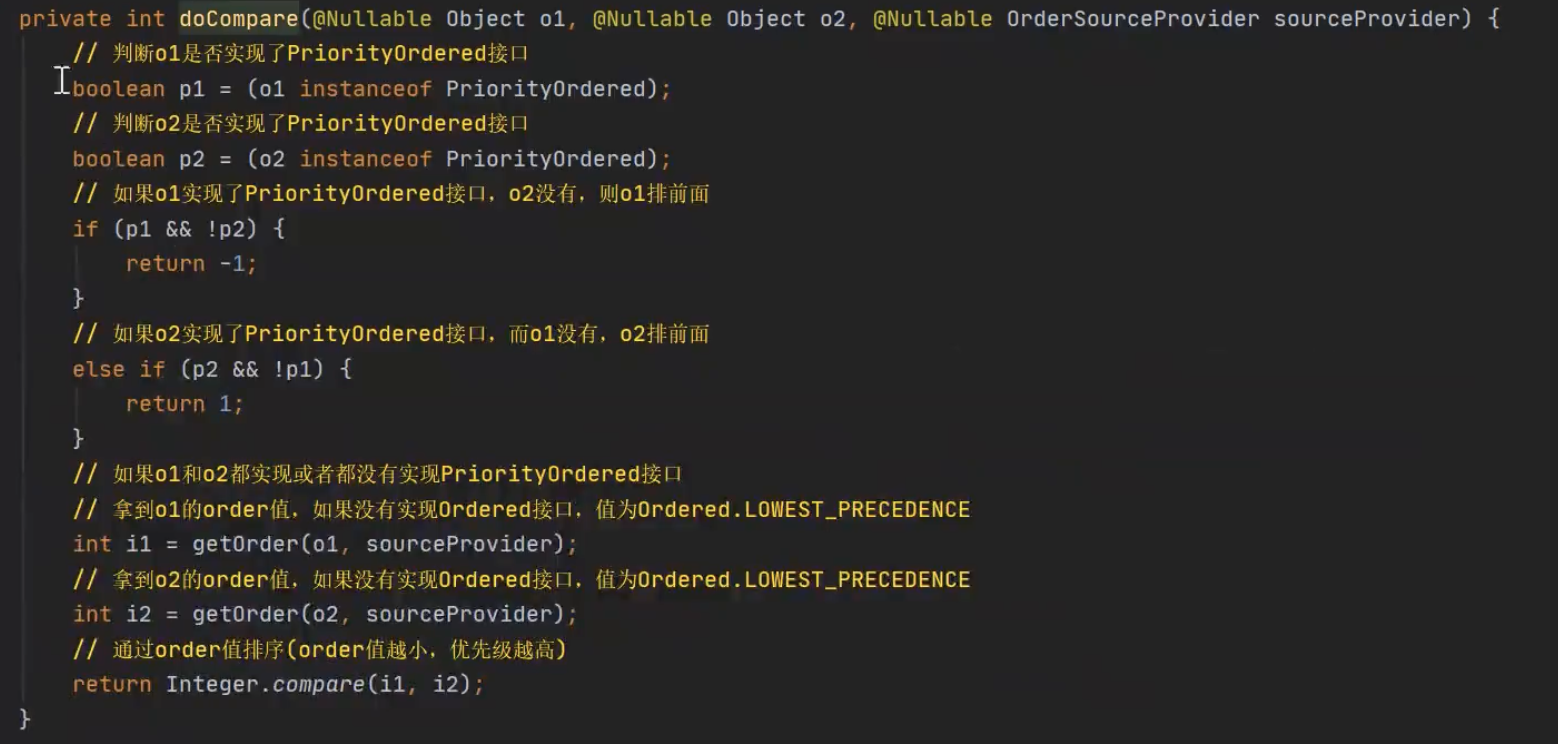 private int doCompare(@Nullable Object o1, @Nullable Object o2, @Nullable OrderSourceProvider sourceProvider) {
// 判断o1是否实现了PriorityOrdered接口
boolean p1 = (o1 instanceof PriorityOrdered);
// 判断o2是否实现了PriorityOrdered接口
boolean p2 = (o2 instanceof PriorityOrdered);
// 如果o1实现了PriorityOrdered接口，o2没有，则o1排前面
if (p1 && !p2) {
return -1;
}
// 如果o2实现了PriorityOrdered接口，而o1没有，o2排前面
else if (p2 && !p1) {
return 1;
}
// 如果o1和o2都实现或者都没有实现PriorityOrdered接口
// 拿到o1的order值，如果没有实现Ordered接口，值为Ordered.LOWEST_PRECEDENCE
int i1 = getOrder(o1, sourceProvider);
// 拿到o2的order值，如果没有实现Ordered接口，值为Ordered.LOWEST_PRECEDENCE
int i2 = getOrder(o2, sourceProvider);
// 通过order值排序(order值越小，优先级越高)
return Integer.compare(i1, i2);
}